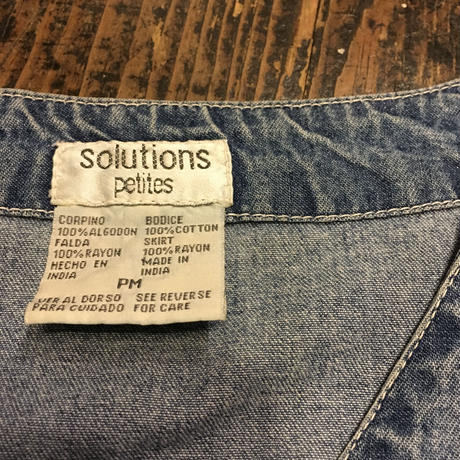 solutions
petites
CORPINO BODICE
100%ALGODON 100%COTTON
FALDA SKIRT
100%RAYON 100%RAYON
HECHO EN MADE IN
INDIA INDIA
PM
VER AL DORSO SEE REVERSE
PARA CUIDADO FOR CARE